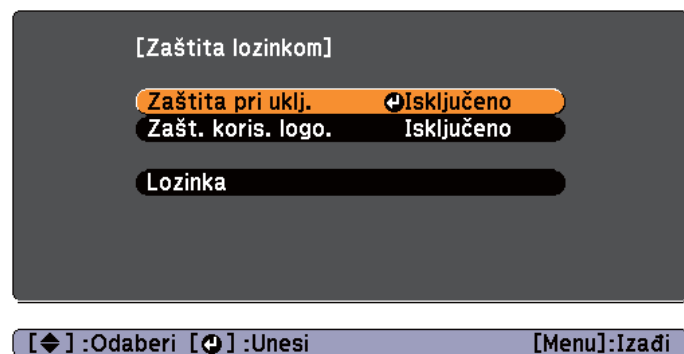 [Zaštita lozinkom]
Zaštita pri uklj. Isključeno
Zašt. koris. logo. Isključeno
Lozinka
[ ] :Odaberi [ ] :Unesi [Menu]:Izađi